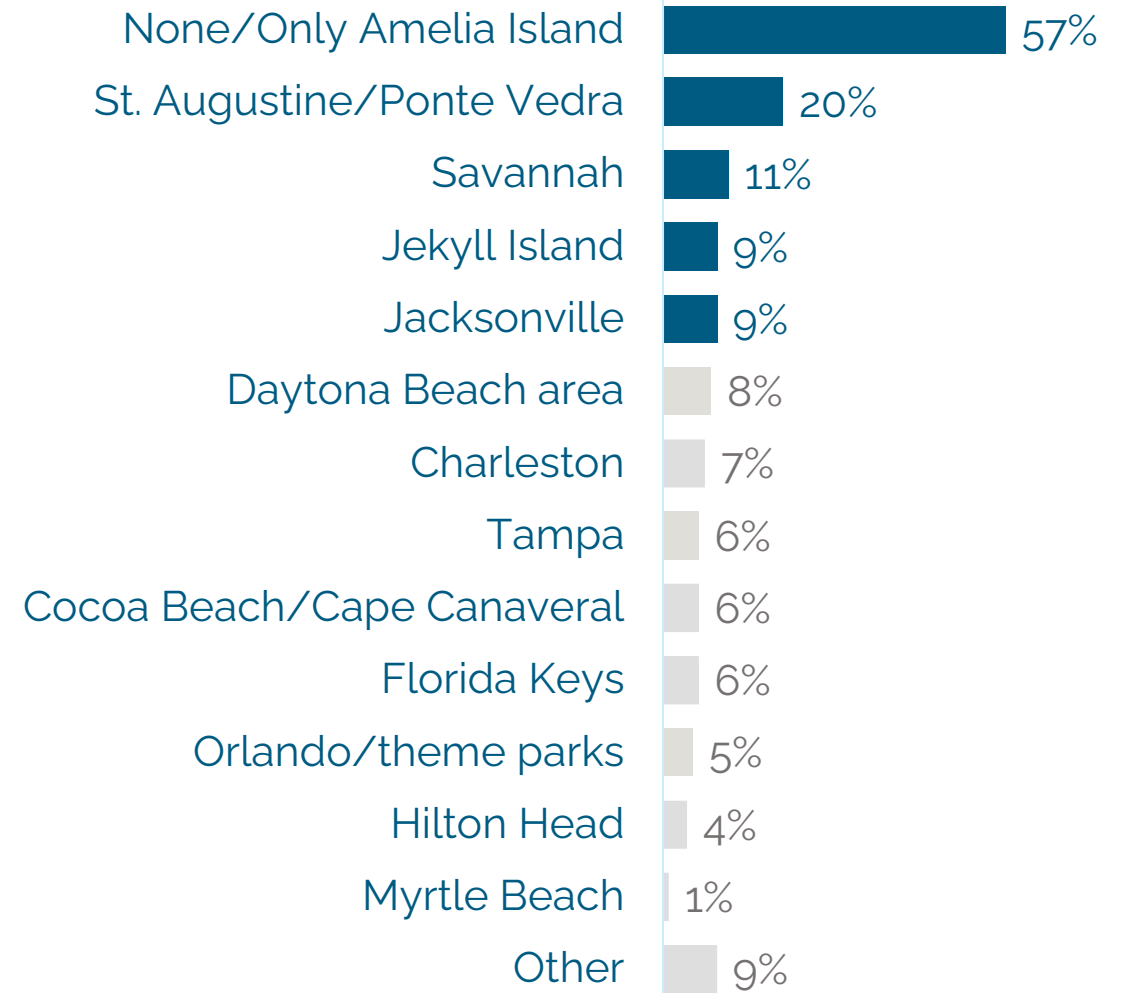 None/Only Amelia Island 57%
St. Augustine/Ponte Vedra 20%
Savannah 11%
Jekyll Island 9%
Jacksonville 9%
Daytona Beach area 8%
Charleston 7%
Tampa 6%
Cocoa Beach/Cape Canaveral 6%
Florida Keys 6%
Orlando/theme parks 5%
Hilton Head 4%
Myrtle Beach 1%
Other 9%